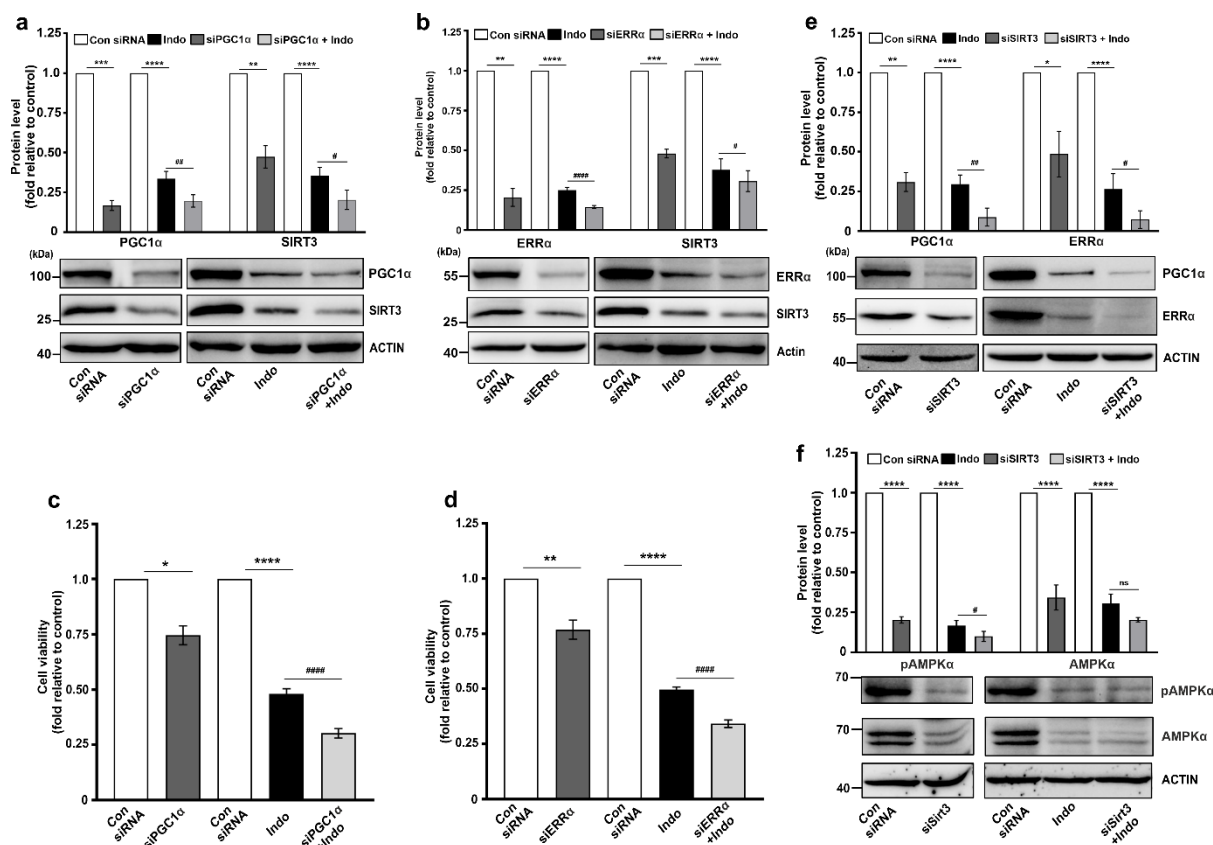 a
Con siRNA Indo siPGC1α siPGC1α + Indo
Protein level
(fold relative to control)
1.0
0.75
0.50
0.25
0
*** **** ** ****
## #
PGC1α SIRT3
(kDa)
100
PGC1α
25
SIRT3
40
ACTIN
Con
siRNA
siPGC1α
Con
siRNA
Indo
siPGC1α
+Indo
b
Con siRNA Indo siERRα siERRα + Indo
Protein level
(fold relative to control)
1.00
0.75
0.50
0.25
0
** **** *** ****
#### #
ERRα SIRT3
(kDa)
55
ERRα
25
SIRT3
40
Actin
Con
siRNA
siERRα
Con
siRNA
Indo
siERRα
+Indo
e
Con siRNA Indo siSIRT3 siSIRT3 + Indo
Protein level
(fold relative to control)
1.25
1.0
0.75
0.50
0.25
0
** **** * ****
## #
PGC1α ERRα
(kDa)
100
PGC1α
55
ERRα
40
ACTIN
Con
siRNA
siSIRT3
Con
siRNA
Indo
siSIRT3
+Indo
c
Cell viability
(fold relative to control)
1.25
1.0
0.75
0.50
0.25
0
* ****
####
Con
siRNA
siPGC1α
Con
siRNA
Indo
siPGC1α
+Indo
d
Cell viability
(fold relative to control)
1.25
1.0
0.75
0.50
0.25
0
** ****
####
Con
siRNA
siERRα
Con
siRNA
Indo
siERRα
+Indo
f
Con siRNA Indo siSIRT3 siSIRT3 + Indo
Protein level
(fold relative to control)
1.25
1.0
0.75
0.50
0.25
0
**** **** **** ****
# ns
pAMPKα AMPKα
70
pAMPKα
70
AMPKα
40
ACTIN
Con
siRNA
siSirt3
Con
siRNA
Indo
siSirt3
+Indo